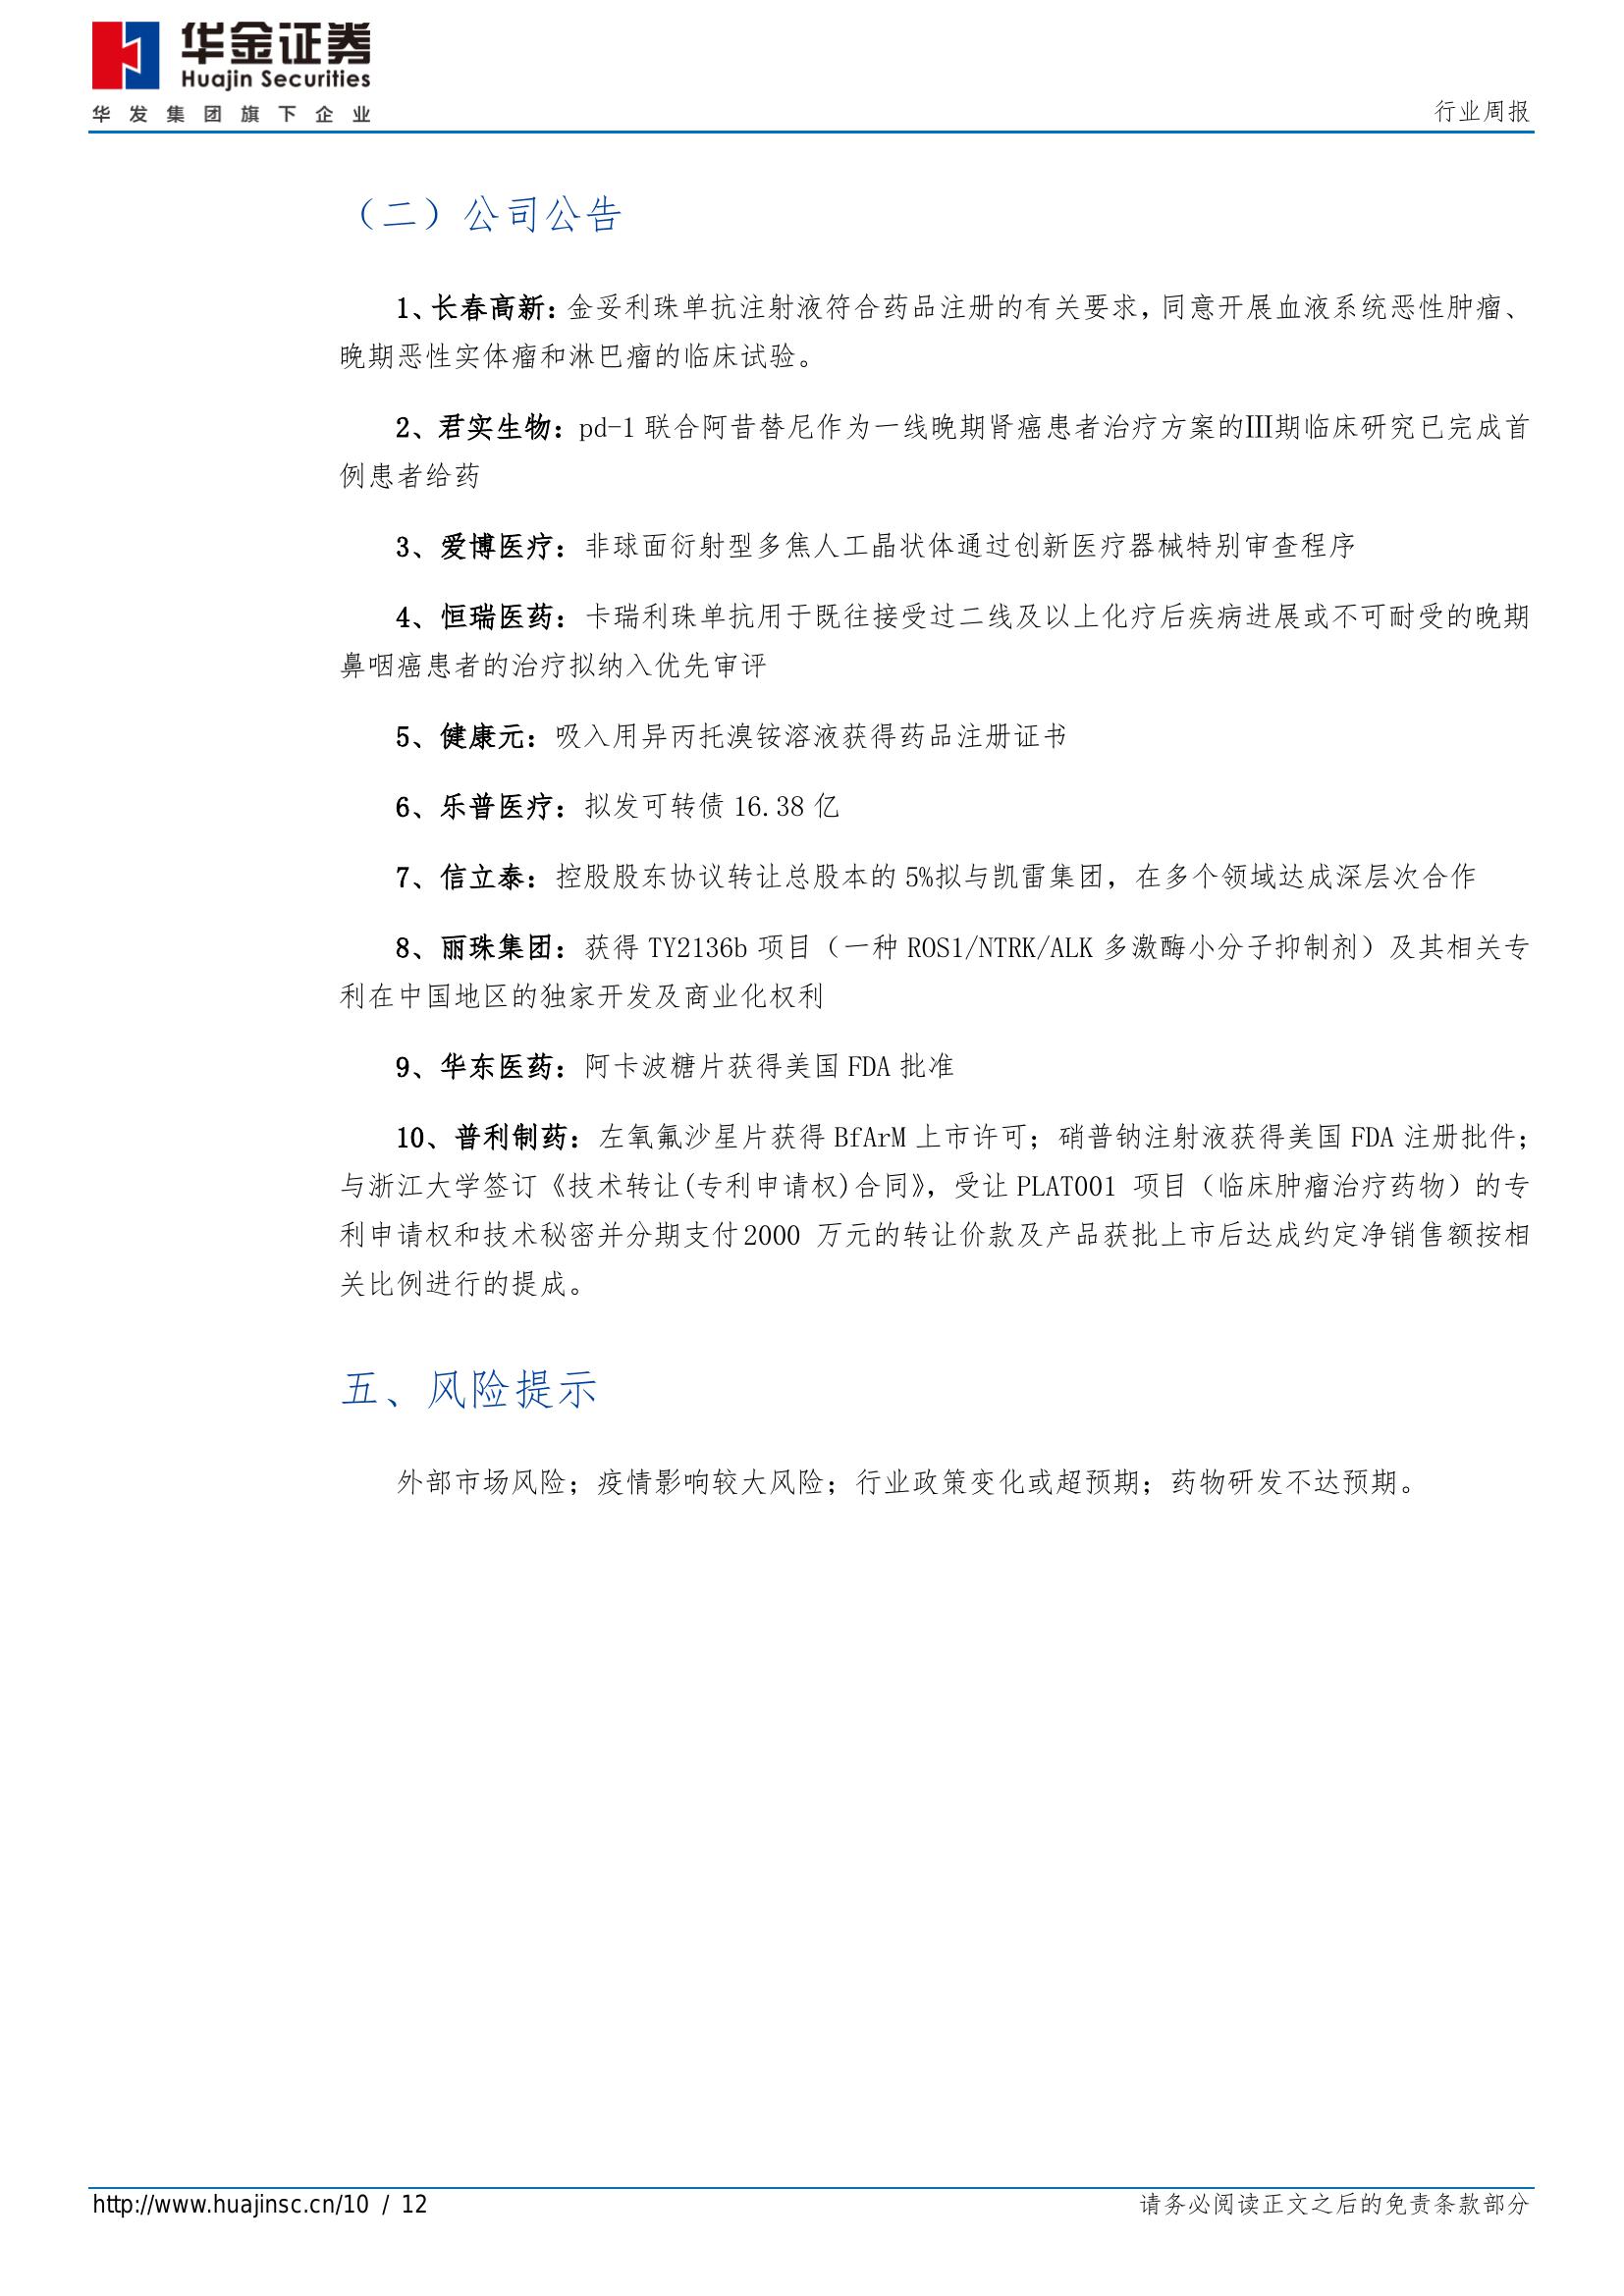 华金证券
Huajin Securities
华发集团旗下企业
行业周报
（二）公司公告
1、长春高新：金妥利珠单抗注射液符合药品注册的有关要求，同意开展血液系统恶性肿瘤、
晚期恶性实体瘤和淋巴瘤的临床试验。
2、君实生物：pd-1 联合阿昔替尼作为一线晚期肾癌患者治疗方案的Ⅲ期临床研究已完成首
例患者给药
3、爱博医疗：非球面衍射型多焦人工晶状体通过创新医疗器械特别审查程序
4、恒瑞医药：卡瑞利珠单抗用于既往接受过二线及以上化疗后疾病进展或不可耐受的晚期
鼻咽癌患者的治疗拟纳入优先审评
5、健康元：吸入用异丙托溴铵溶液获得药品注册证书
6、乐普医疗：拟发可转债 16.38 亿
7、信立泰：控股股东协议转让总股本的 5%拟与凯雷集团，在多个领域达成深层次合作
8、丽珠集团：获得 TY2136b 项目（一种 ROS1/NTRK/ALK 多激酶小分子抑制剂）及其相关专
利在中国地区的独家开发及商业化权利
9、华东医药：阿卡波糖片获得美国 FDA 批准
10、普利制药：左氧氟沙星片获得 BfArM 上市许可；硝普钠注射液获得美国 FDA 注册批件；
与浙江大学签订《技术转让(专利申请权)合同》，受让 PLAT001 项目（临床肿瘤治疗药物）的专
利申请权和技术秘密并分期支付 2000 万元的转让价款及产品获批上市后达成约定净销售额按相
关比例进行的提成。
五、风险提示
外部市场风险；疫情影响较大风险；行业政策变化或超预期；药物研发不达预期。
http://www.huajinsc.cn/10 / 12
请务必阅读正文之后的免责条款部分